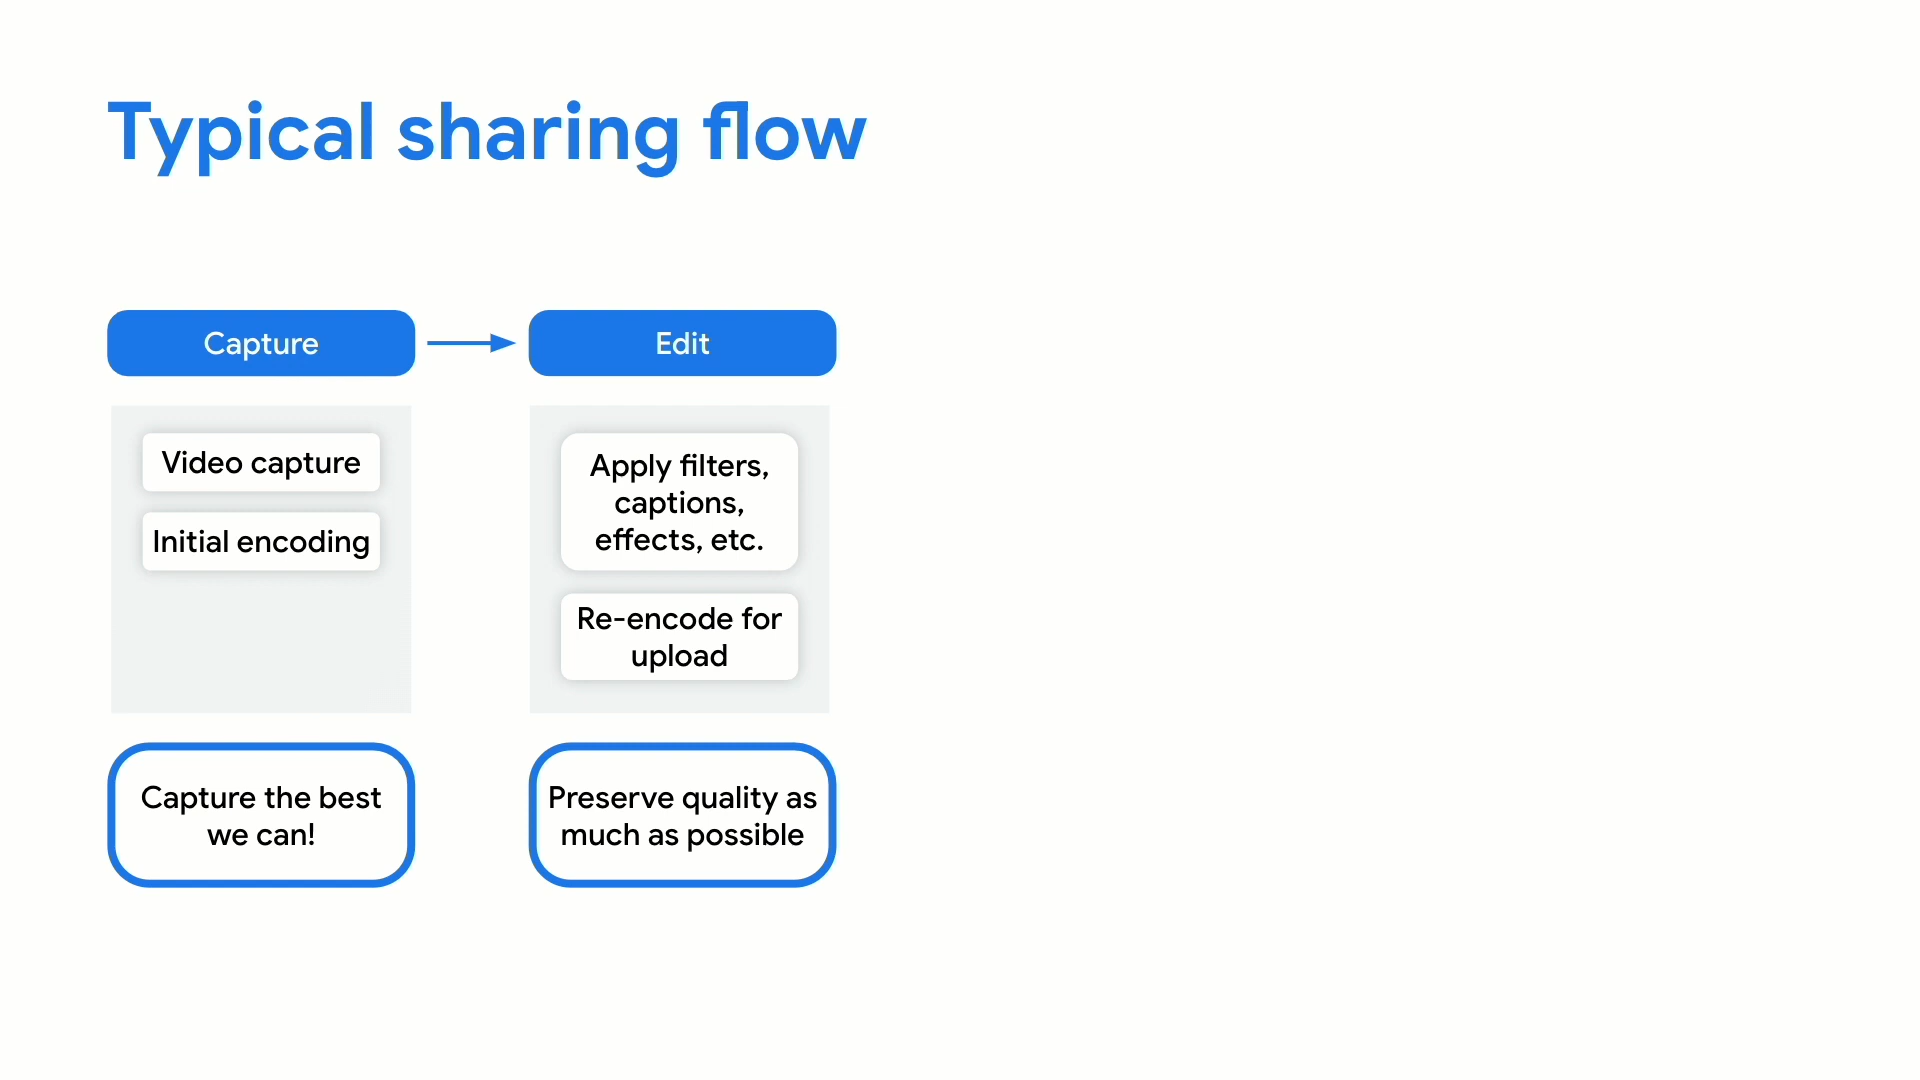 Typical sharing flow
Capture
Edit
Video capture
Initial encoding
Apply filters,
captions,
effects, etc.
Re-encode for
upload
Capture the best
we can!
Preserve quality as
much as possible